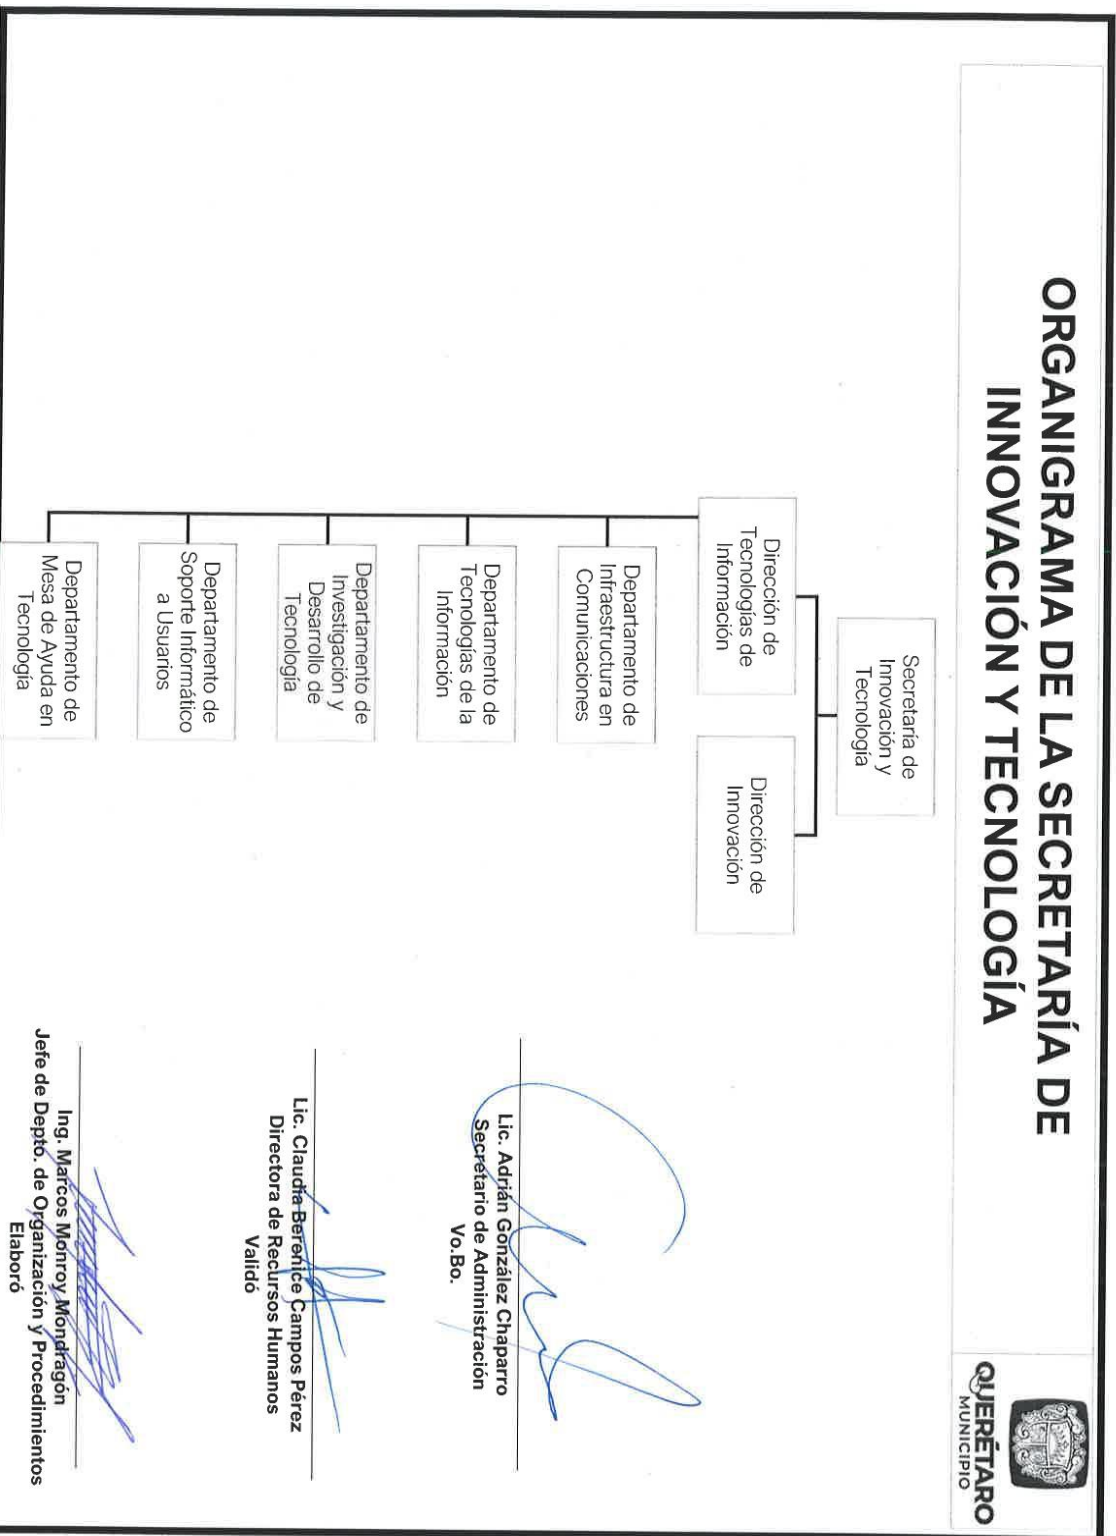 ORGANIGRAMA DE LA SECRETARÍA DE
INNOVACIÓN Y TECNOLOGÍA
QUERÉTARO
MUNICIPIO
Secretaría de
Innovación y
Tecnología
Dirección de
Tecnologías de
Información
Dirección de
Innovación
Departamento de
Infraestructura en
Comunicaciones
Departamento de
Tecnologías de la
Información
Departamento de
Investigación y
Desarrollo de
Tecnología
Departamento de
Soporte Informático
a Usuarios
Departamento de
Mesa de Ayuda en
Tecnología
Lic. Adrián González Chaparro
Secretario de Administración
Vo.Bo.
Lic. Claudia Berenice Campos Pérez
Directora de Recursos Humanos
Validó
Ing. Marcos Monroy Mondragón
Jefe de Depto. de Organización y Procedimientos
Elaboró